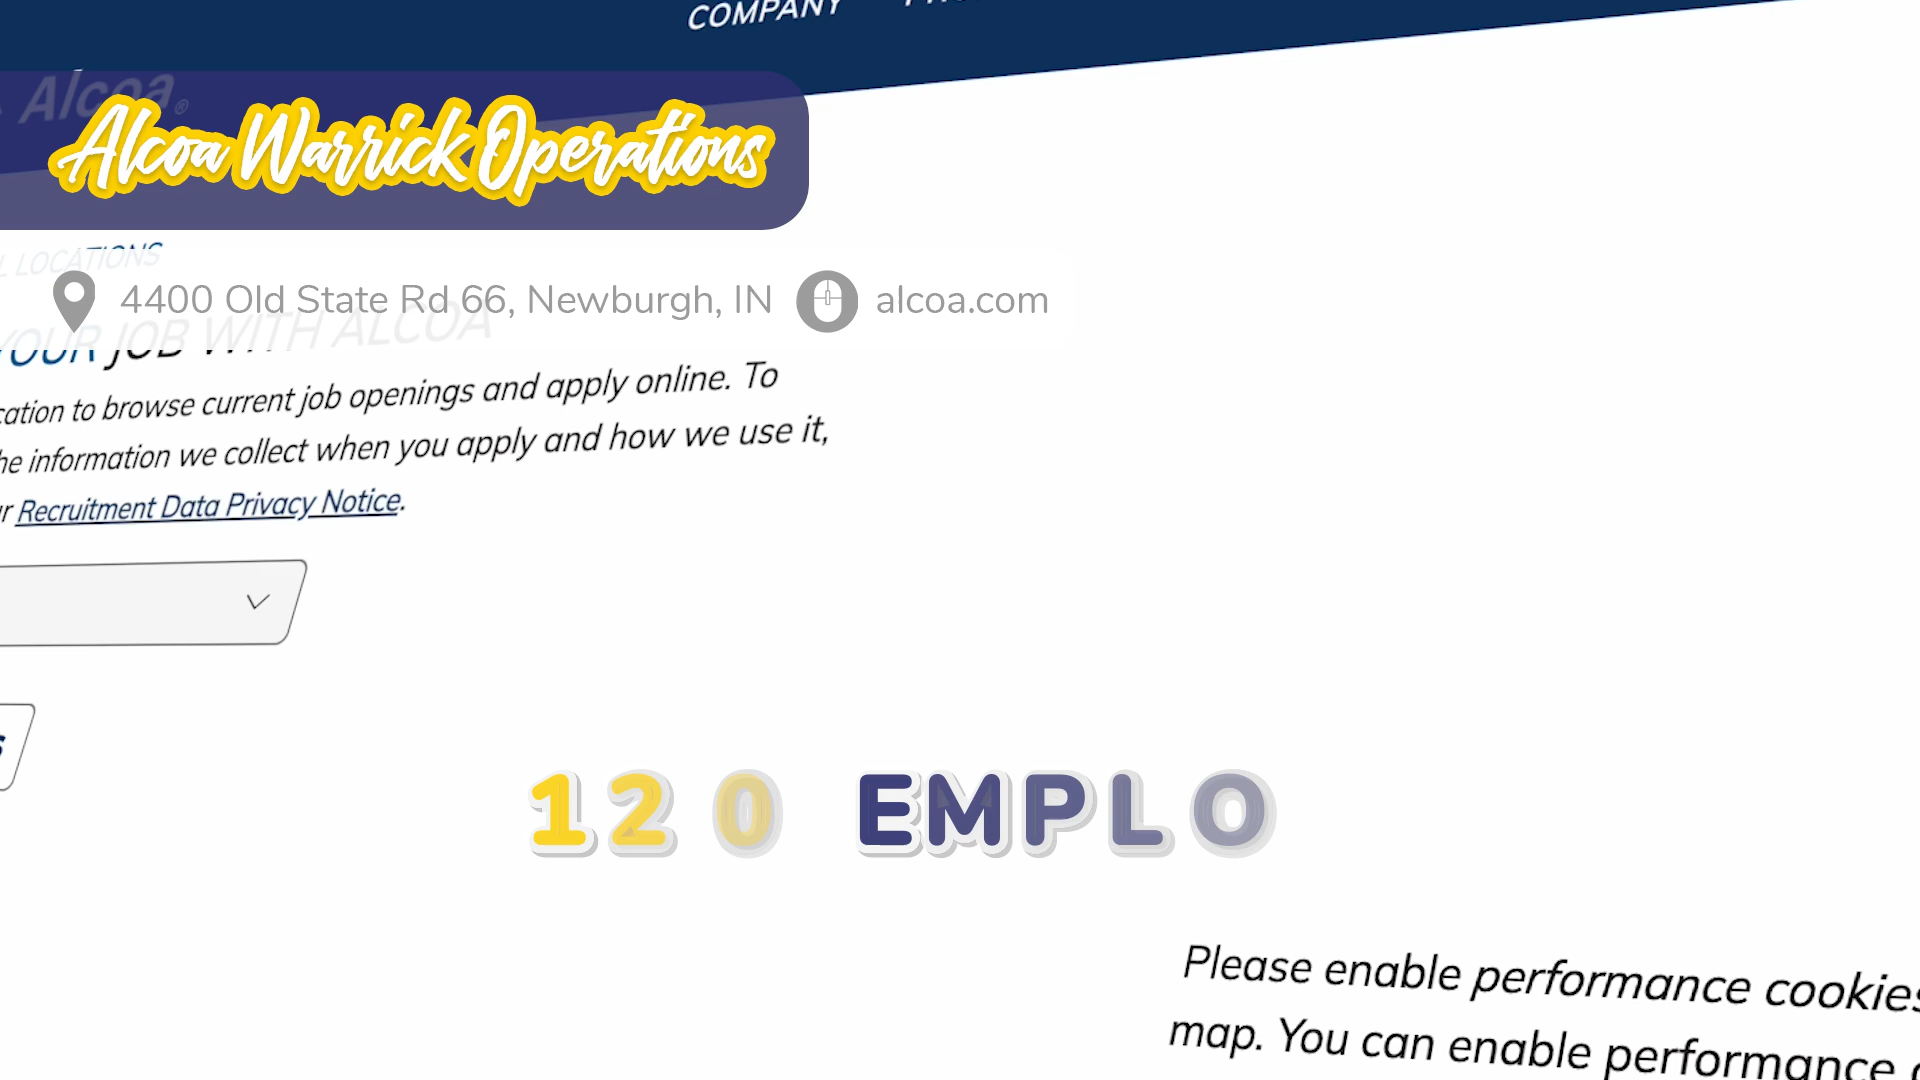 COMPANY
Alcoa®
Alcoa Warrick Operations
LOCATIONS
4400 Old State Rd 66, Newburgh, IN alcoa.com
YOUR JOB WITH ALCOA
cation to browse current job openings and apply online. To
he information we collect when you apply and how we use it,
r Recruitment Data Privacy Notice.
120 EMPLO
Please enable performance cookies
map. You can enable performance